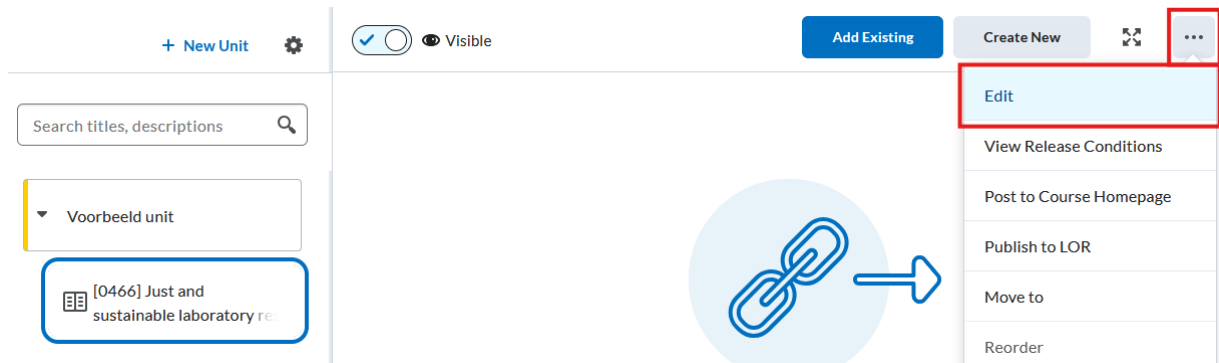 + New Unit
Visible
Add Existing
Create New
Edit
Search titles, descriptions
View Release Conditions
Post to Course Homepage
Voorbeeld unit
Publish to LOR
[0466] Just and
sustainable laboratory
Move to
Reorder